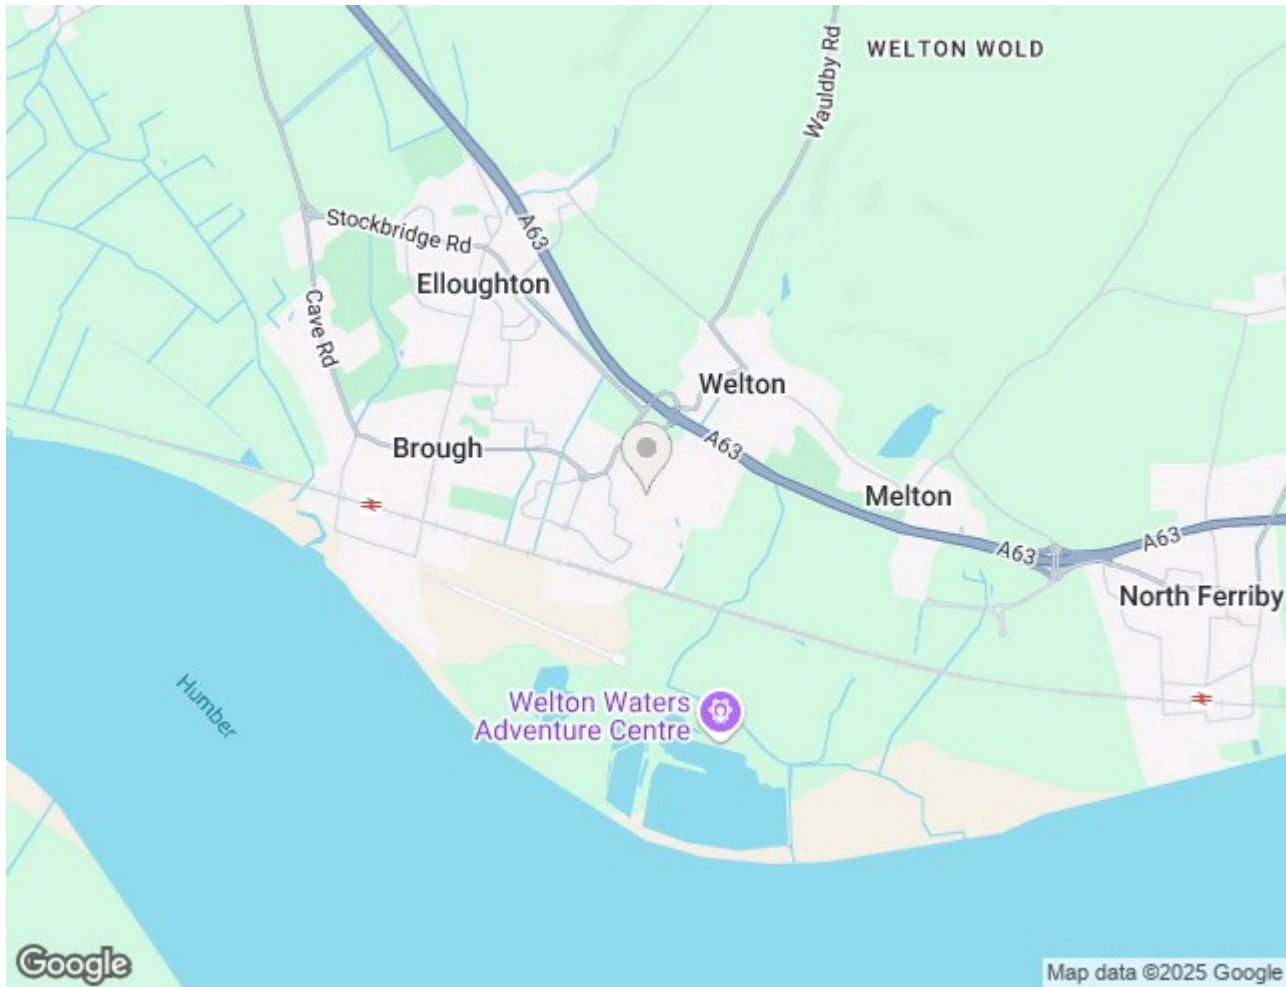 WELTON WOLD
Wauldby Rd
Stockbridge Rd
A63
Elloughton
Cave Rd
Welton
Brough
A63
Melton
A63
A63
North Ferriby
Humber
Welton Waters
Adventure Centre
Google
Map data ©2025 Google